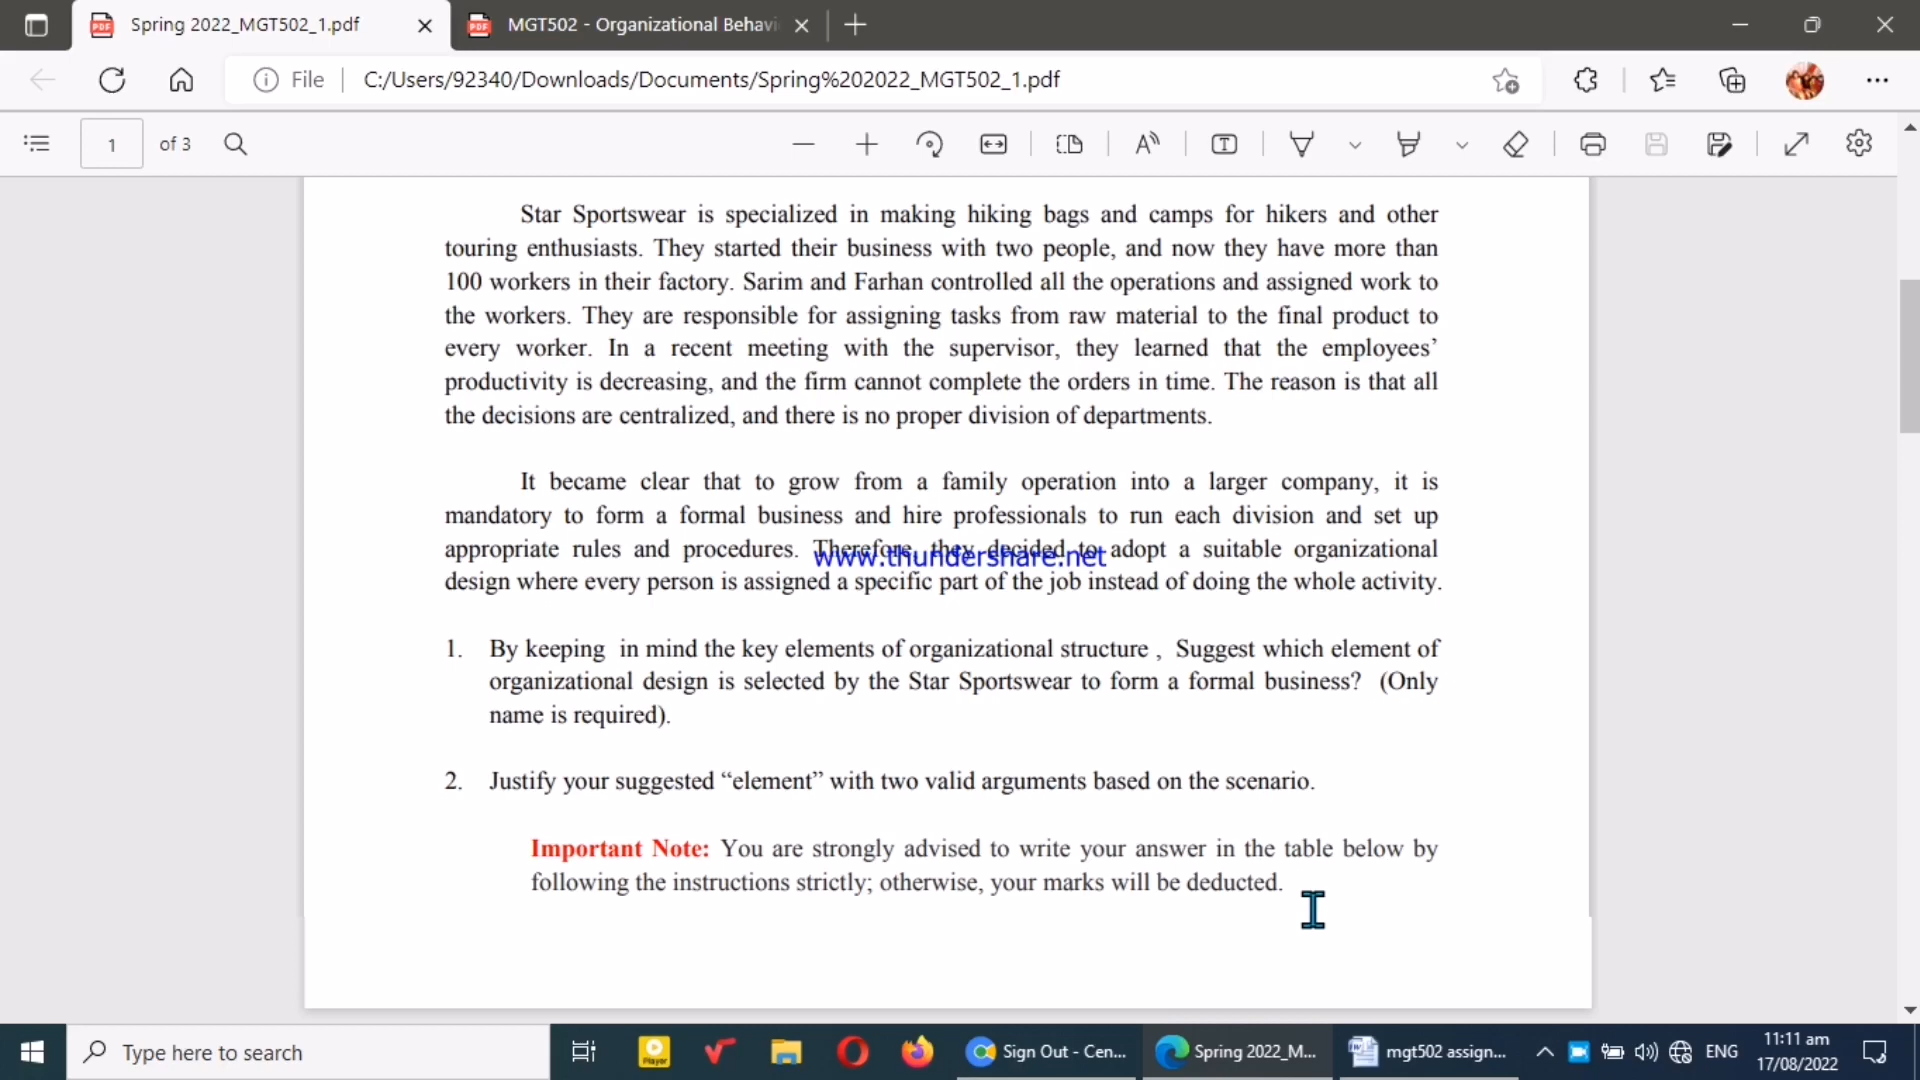 Spring 2022_MGT502_1.pdf
MGT502 - Organizational Behavi
File
C:/Users/92340/Downloads/Documents/Spring%202022_MGT502_1.pdf
1 of 3
Star Sportswear is specialized in making hiking bags and camps for hikers and other
touring enthusiasts. They started their business with two people, and now they have more than
100 workers in their factory. Sarim and Farhan controlled all the operations and assigned work to
the workers. They are responsible for assigning tasks from raw material to the final product to
every worker. In a recent meeting with the supervisor, they learned that the employees’
productivity is decreasing, and the firm cannot complete the orders in time. The reason is that all
the decisions are centralized, and there is no proper division of departments.
It became clear that to grow from a family operation into a larger company, it is
mandatory to form a formal business and hire professionals to run each division and set up
appropriate rules and procedures. Therefore, they decided to adopt a suitable organizational
www.thundershare.net
design where every person is assigned a specific part of the job instead of doing the whole activity.
1. By keeping in mind the key elements of organizational structure , Suggest which element of
organizational design is selected by the Star Sportswear to form a formal business? (Only
name is required).
2. Justify your suggested “element” with two valid arguments based on the scenario.
Important Note: You are strongly advised to write your answer in the table below by
following the instructions strictly; otherwise, your marks will be deducted.
Type here to search
Player
Sign Out - Cen...
Spring 2022_M...
mgt502 assign...
ENG
11:11 am
17/08/2022